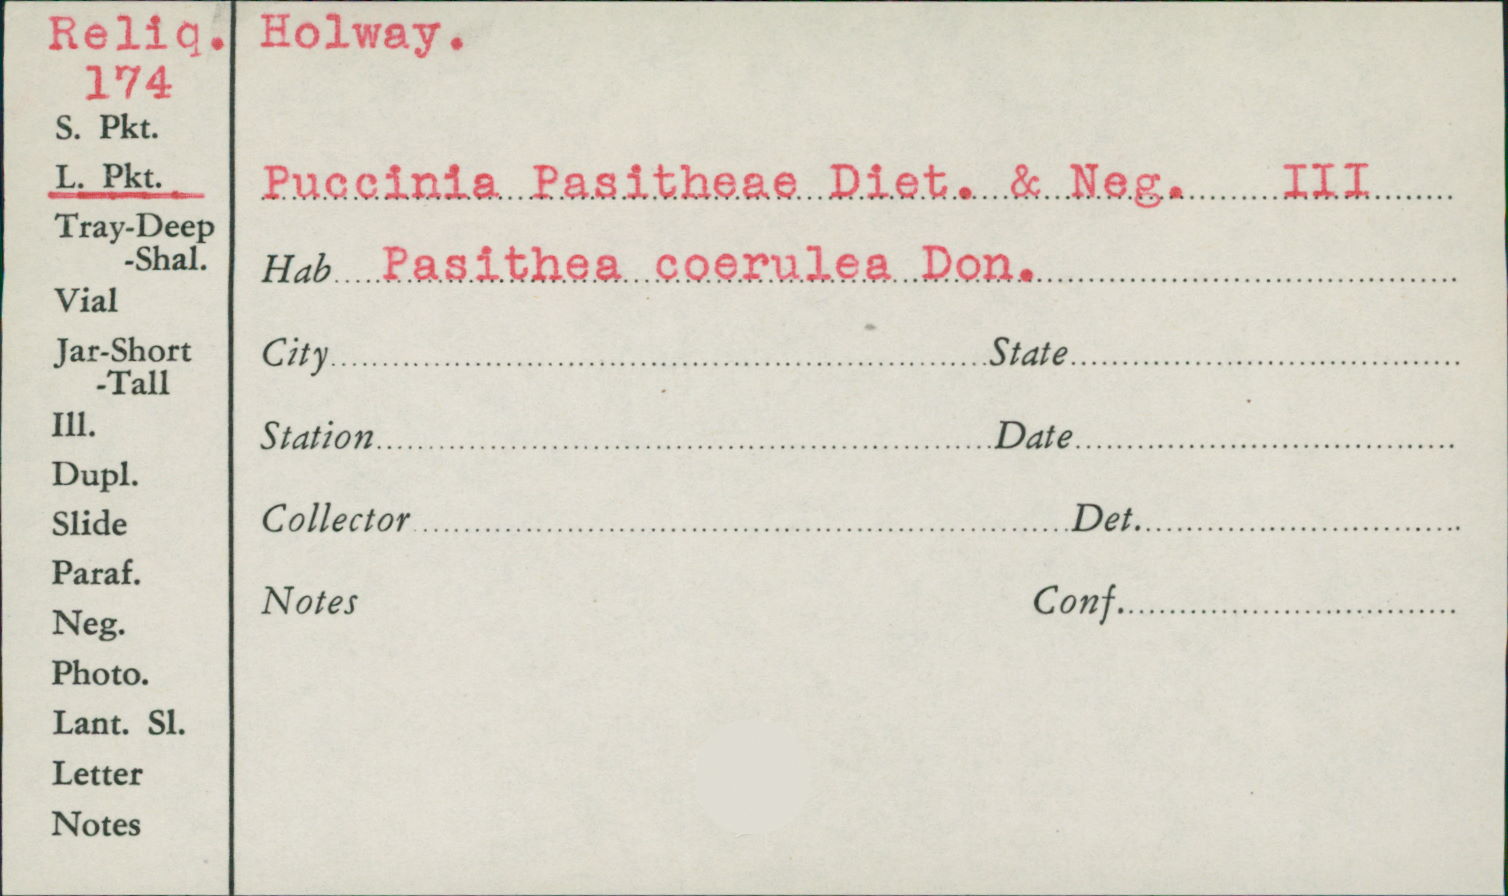 Reliq. Holway.
174
S. Pkt.
L. Pkt.
Tray-Deep
-Shal.
Vial
Jar-Short
-Tall
Ill.
Dupl.
Slide
Paraf.
Neg.
Photo.
Lant. Sl.
Letter
Notes
Puccinia Pasitheae Diet. & Neg. III
Hab Pasithea coerulea Don.
City State
Station Date
Collector Det.
Notes Conf.